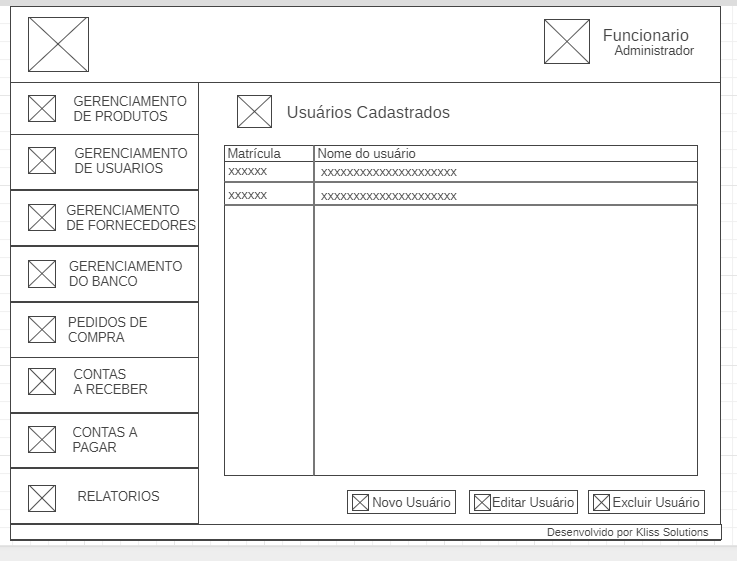 Funcionario
Administrador
GERENCIAMENTO
DE PRODUTOS
GERENCIAMENTO
DE USUARIOS
GERENCIAMENTO
DE FORNECEDORES
GERENCIAMENTO
DO BANCO
PEDIDOS DE
COMPRA
CONTAS
A RECEBER
CONTAS A
PAGAR
RELATORIOS
Usuários Cadastrados
Matrícula Nome do usuário
xxxxxx xxxxxxxxxxxxxxxxxxxxx
xxxxxx xxxxxxxxxxxxxxxxxxxxx
Novo Usuário Editar Usuário Excluir Usuário
Desenvolvido por Kliss Solutions